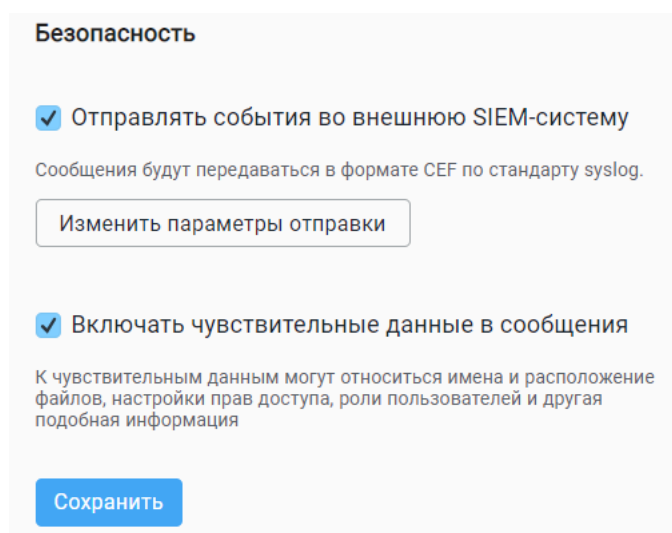 Безопасность
Отправлять события во внешнюю SIEM-систему
Сообщения будут передаваться в формате CEF по стандарту syslog.
Изменить параметры отправки
Включать чувствительные данные в сообщения
К чувствительным данным могут относиться имена и расположение
файлов, настройки прав доступа, роли пользователей и другая
подобная информация
Сохранить